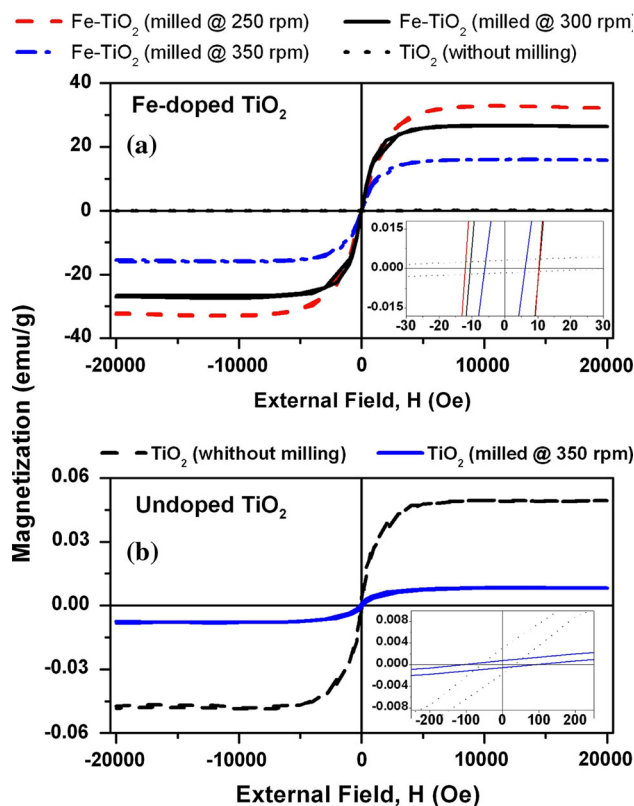 Fe-TiO₂ (milled @ 250 rpm) Fe-TiO₂ (milled @ 300 rpm)
Fe-TiO₂ (milled @ 350 rpm) TiO₂ (without milling)
Fe-doped TiO₂
(a)
40
20
0
-20
-40
0.015
0.000
-0.015
-30 -20 -10 0 10 20 30
-20000 -10000 0 10000 20000
External Field, H (Oe)
Magnetization (emu/g)
TiO₂ (whithout milling) TiO₂ (milled @ 350 rpm)
Undoped TiO₂
(b)
0.06
0.03
0.00
-0.03
-0.06
0.008
0.004
0.000
-0.004
-0.008
-200 -100 0 100 200
-20000 -10000 0 10000 20000
External Field, H (Oe)